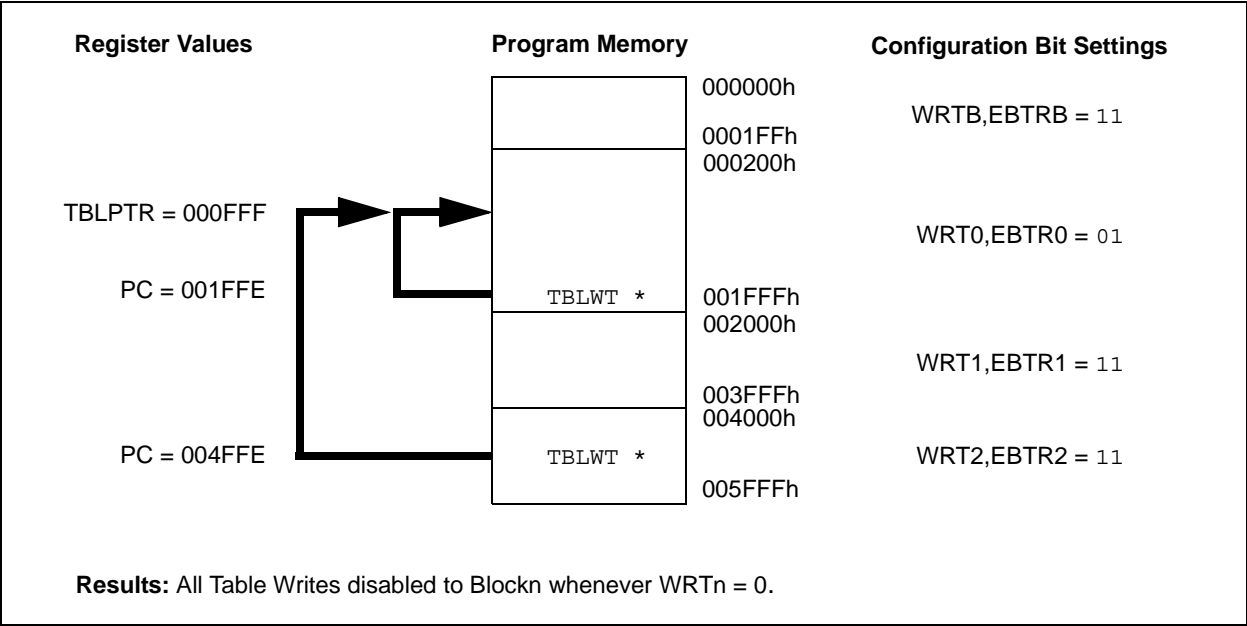 Register Values Program Memory Configuration Bit Settings
000000h
WRTB,EBTRB = 11
0001FFh
000200h
TBLPTR = 000FFF
WRT0,EBTR0 = 01
PC = 001FFE TBLWT * 001FFFh
002000h
WRT1,EBTR1 = 11
003FFFh
004000h
PC = 004FFE TBLWT * WRT2,EBTR2 = 11
005FFFh
Results: All Table Writes disabled to Blockn whenever WRTn = 0.